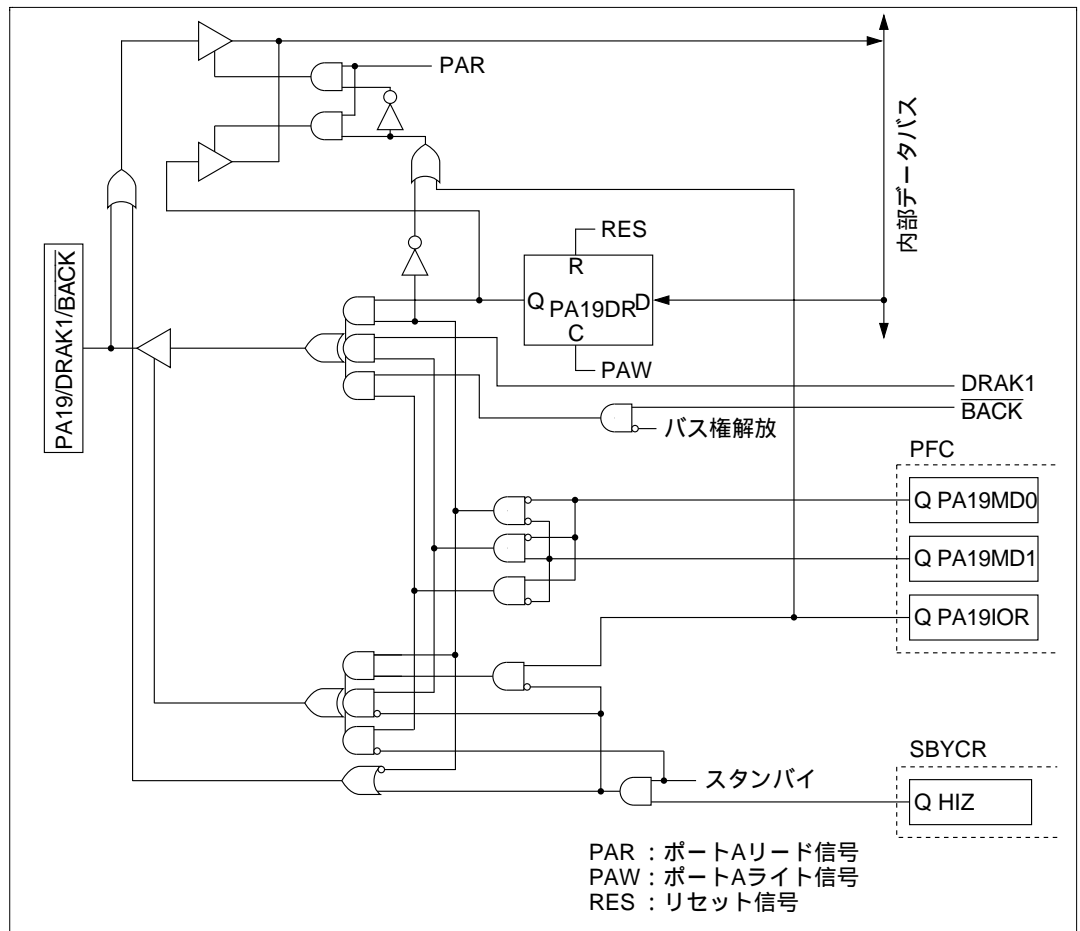 PAR
内部データバス
RES
R
Q PA19DR D
C
PAW
PA19/DRAK1/B̅A̅C̅K̅
DRAK1
B̅A̅C̅K̅
バス権解放
PFC
Q PA19MD0
Q PA19MD1
Q PA19IOR
SBYCR
スタンバイ
Q HIZ
PAR : ポートAリード信号
PAW : ポートAライト信号
RES : リセット信号